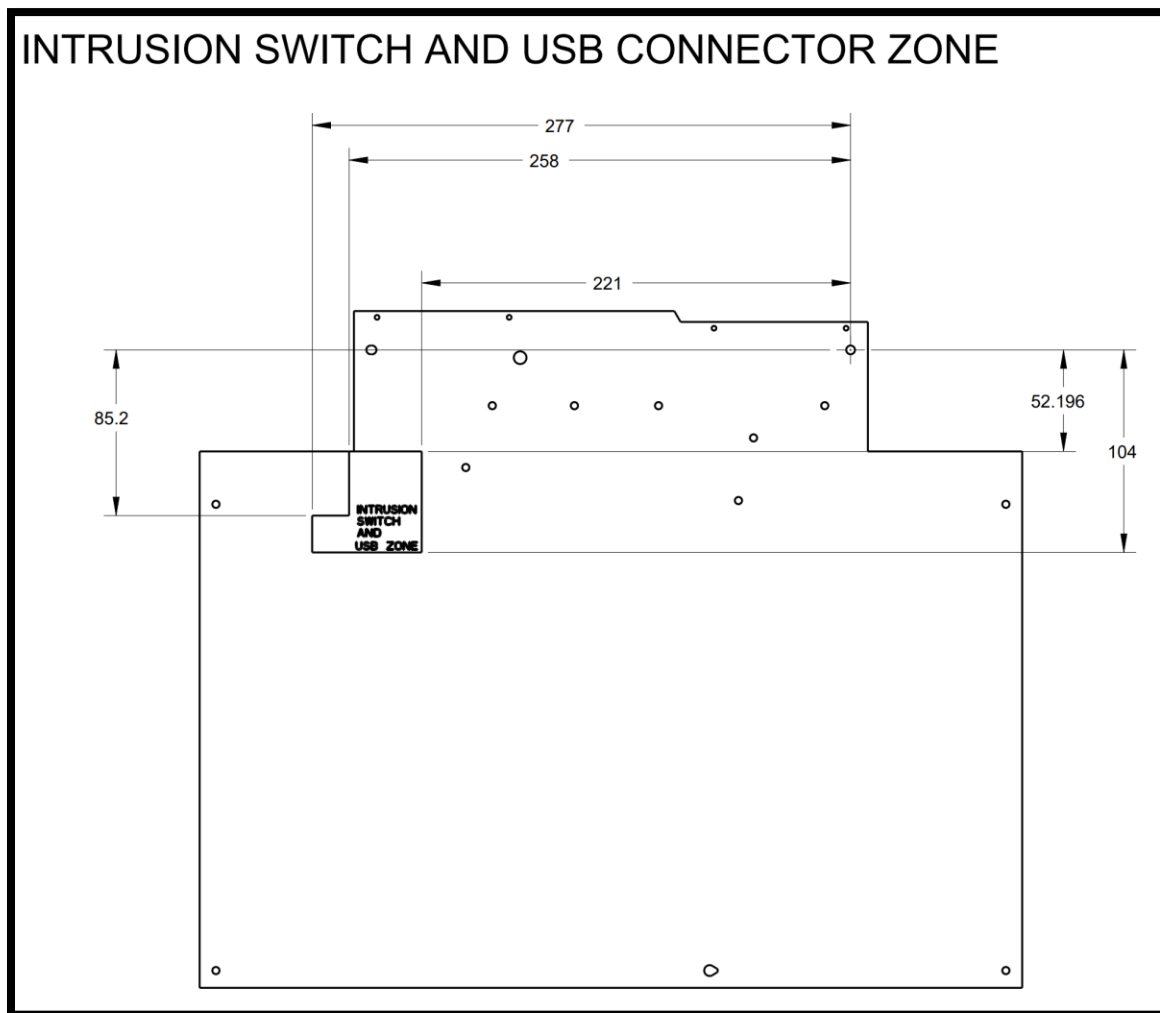 INTRUSION SWITCH AND USB CONNECTOR ZONE
277
258
221
85.2
52.196
104
INTRUSION
SWITCH
AND
USB ZONE